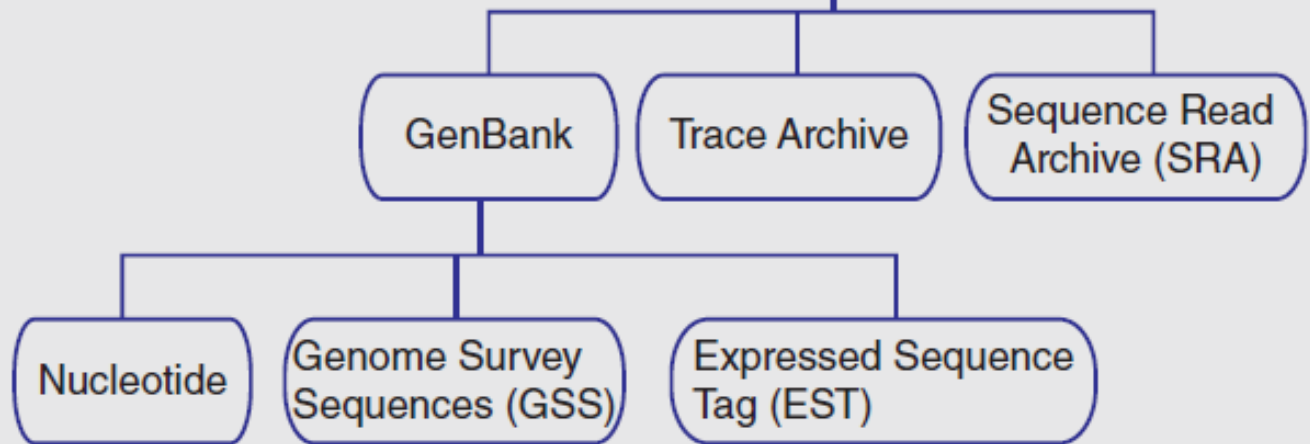 GenBank
Trace Archive
Sequence Read
Archive (SRA)
Nucleotide
Genome Survey
Sequences (GSS)
Expressed Sequence
Tag (EST)